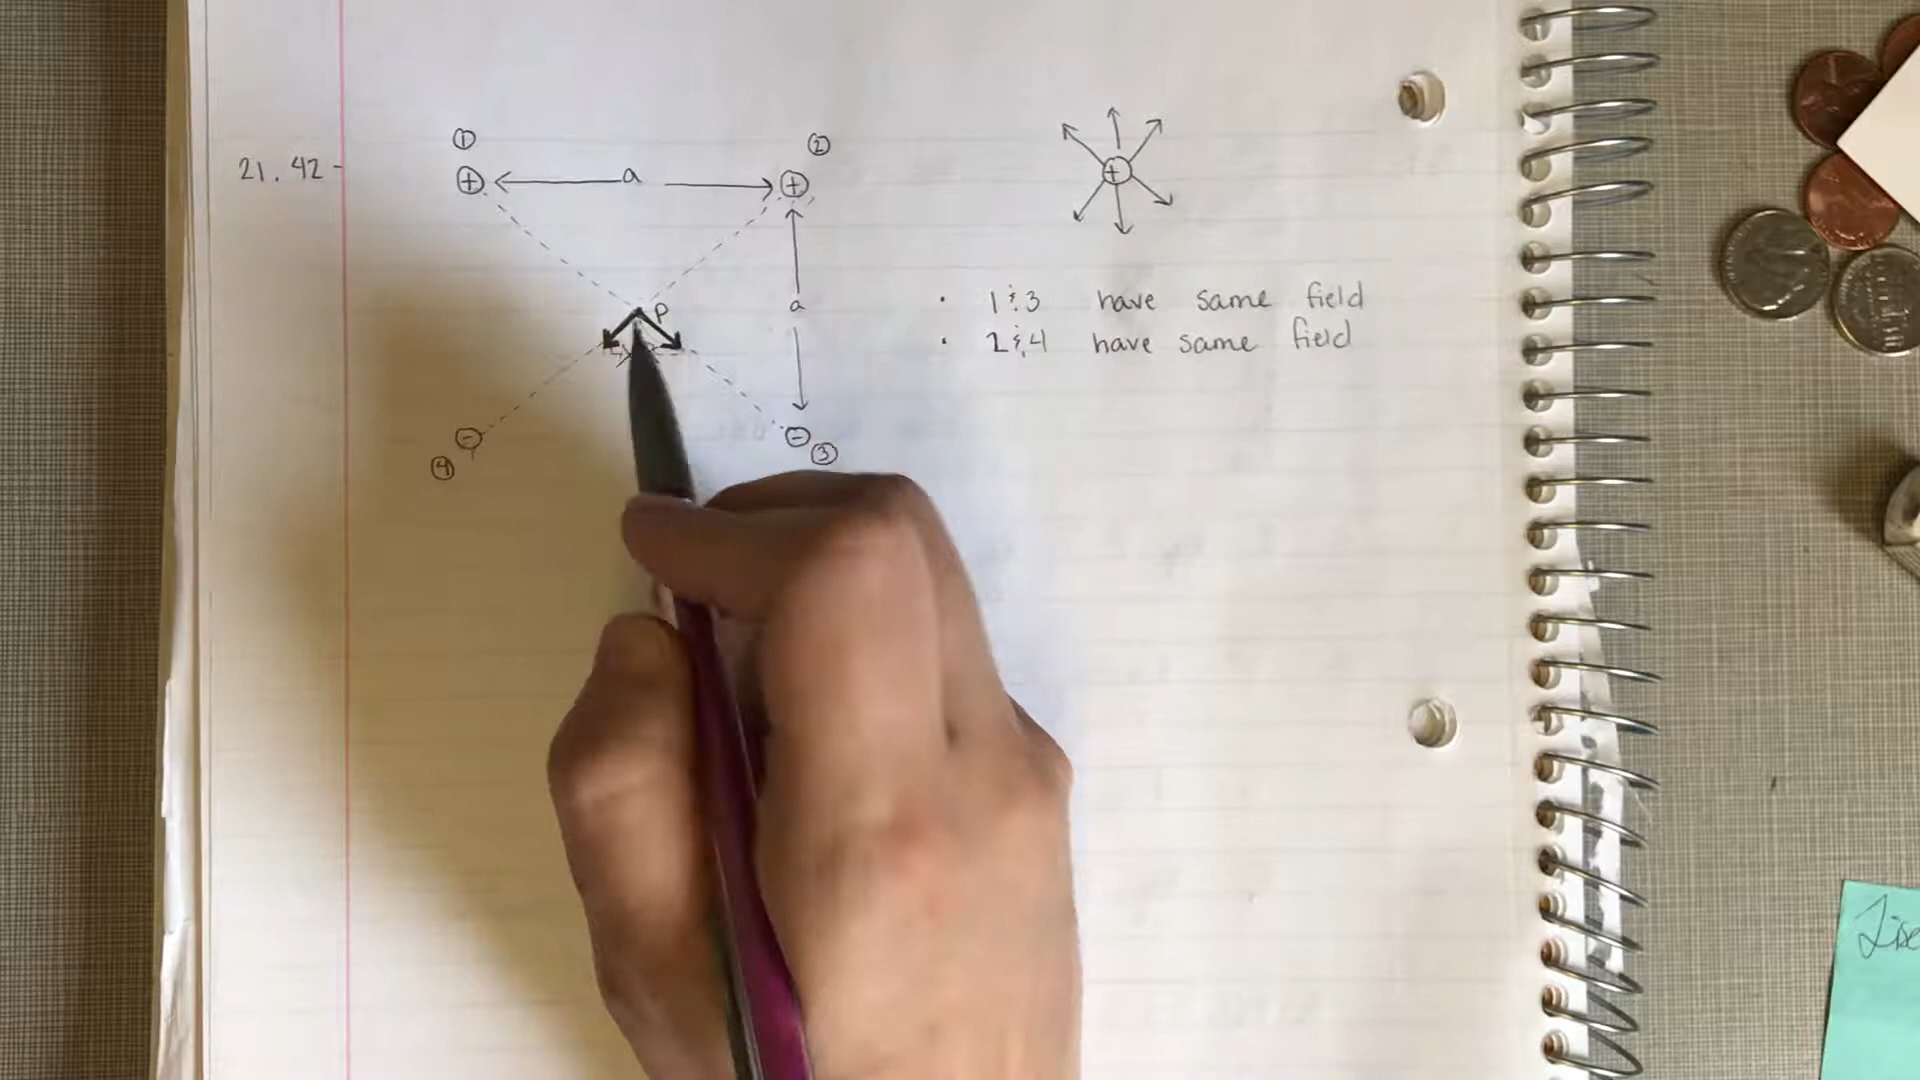 ①
②
21.42-
+ a +
+
P
a
1 & 3 have same field
2 & 4 have same field
-
-
④
③